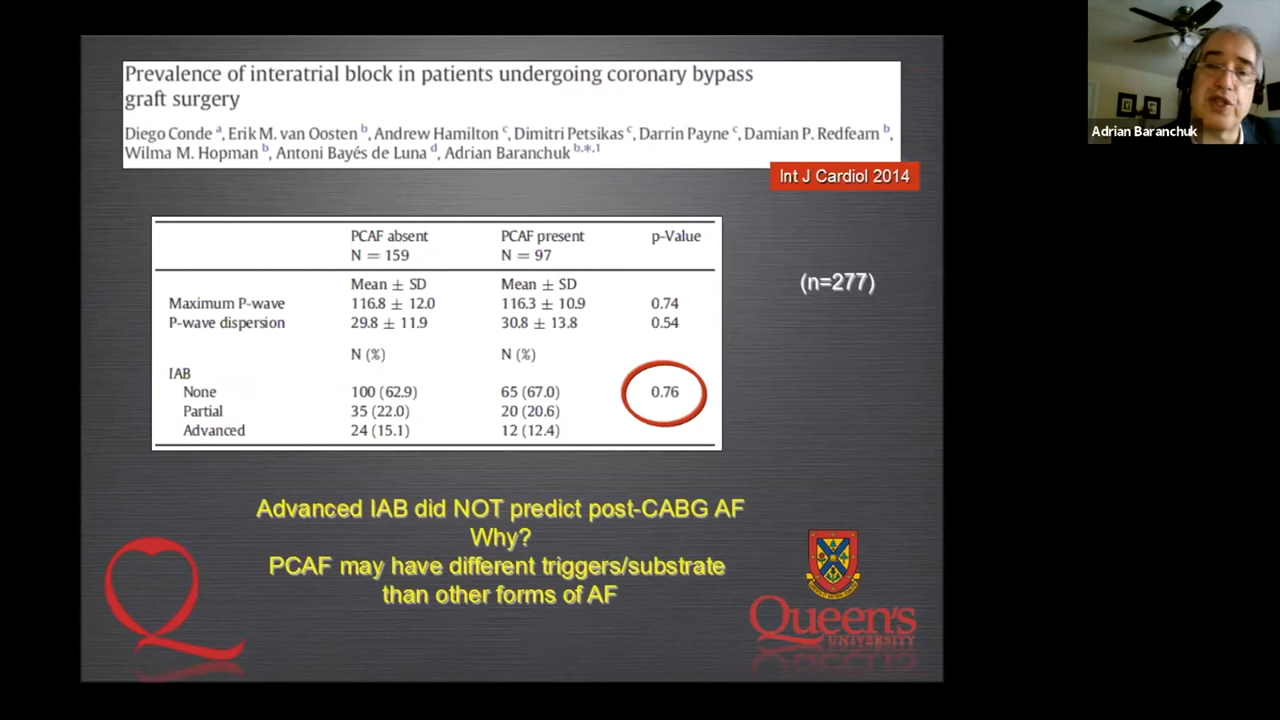 Prevalence of interatrial block in patients undergoing coronary bypass
graft surgery
Diego Conde a, Erik M. van Oosten b, Andrew Hamilton c, Dimitri Petsikas c, Darrin Payne c, Damian P. Redfearn b,
Wilma M. Hopman b, Antoni Bayés de Luna d, Adrian Baranchuk b,*,1
Int J Cardiol 2014
Adrian Baranchuk
PCAF absent PCAF present p-Value
N = 159 N = 97
Mean ± SD Mean ± SD
Maximum P-wave 116.8 ± 12.0 116.3 ± 10.9 0.74
P-wave dispersion 29.8 ± 11.9 30.8 ± 13.8 0.54
N (%) N (%)
IAB
None 100 (62.9) 65 (67.0) 0.76
Partial 35 (22.0) 20 (20.6)
Advanced 24 (15.1) 12 (12.4)
(n=277)
Advanced IAB did NOT predict post-CABG AF
Why?
PCAF may have different triggers/substrate
than other forms of AF
Queen's
UNIVERSITY